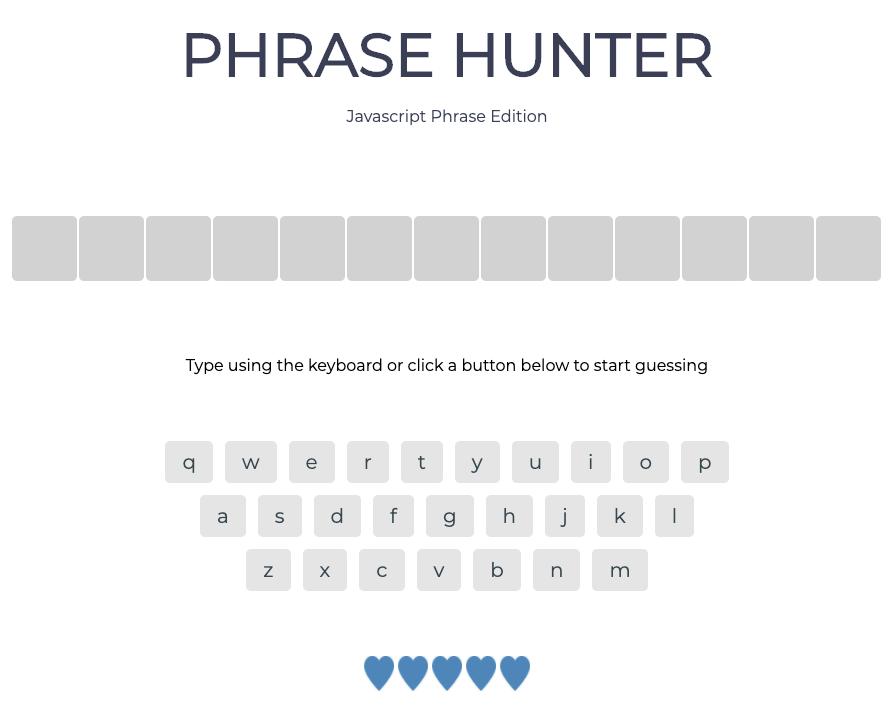 PHRASE HUNTER
Javascript Phrase Edition
Type using the keyboard or click a button below to start guessing
q w e r t y u i o p
a s d f g h j k l
z x c v b n m